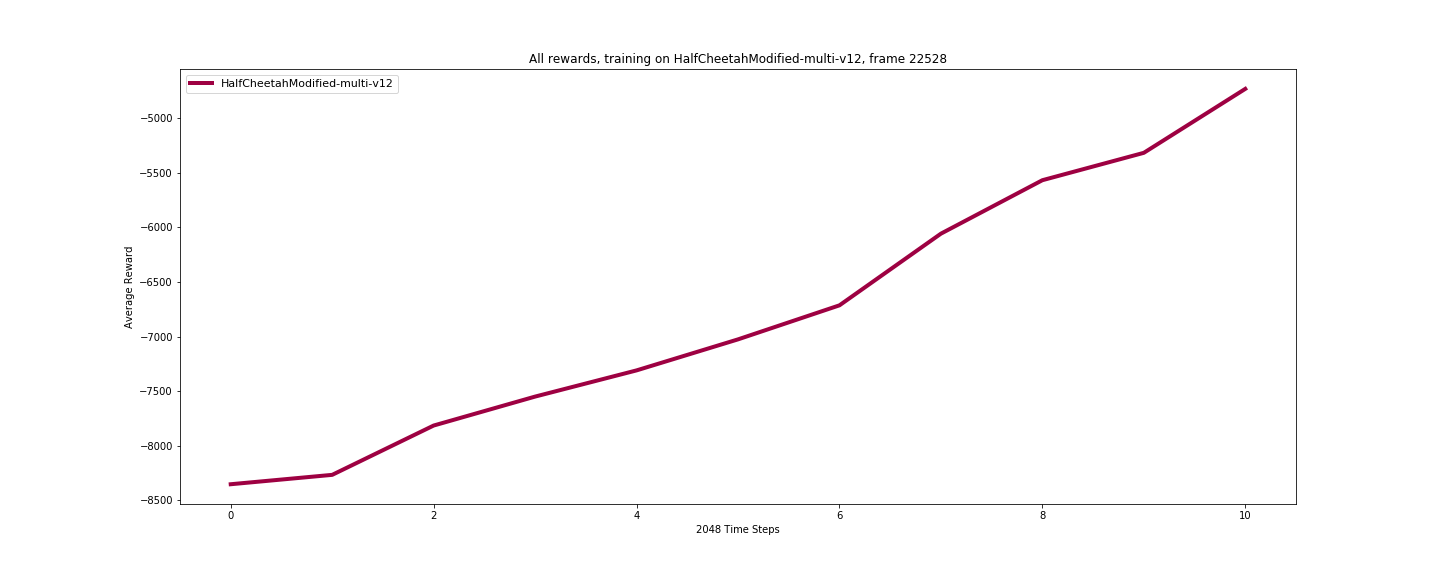 All rewards, training on HalfCheetahModified-multi-v12, frame 22528
HalfCheetahModified-multi-v12
Average Reward
−5000
−5500
−6000
−6500
−7000
−7500
−8000
−8500
0 2 4 6 8 10
2048 Time Steps